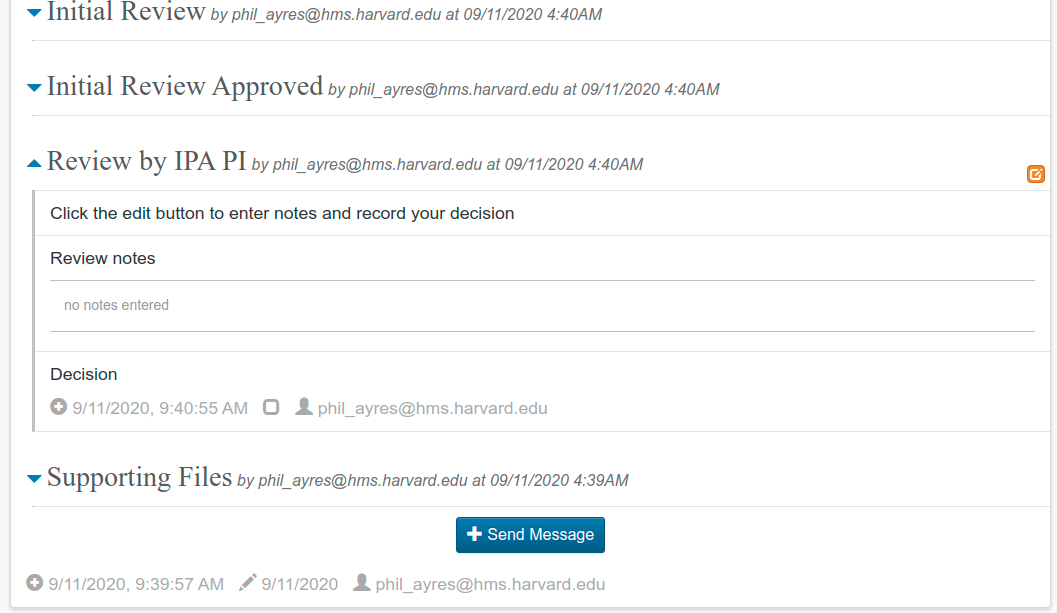 Initial Review by phil_ayres@hms.harvard.edu at 09/11/2020 4:40AM
Initial Review Approved by phil_ayres@hms.harvard.edu at 09/11/2020 4:40AM
Review by IPA PI by phil_ayres@hms.harvard.edu at 09/11/2020 4:40AM
Click the edit button to enter notes and record your decision
Review notes
no notes entered
Decision
9/11/2020, 9:40:55 AM phil_ayres@hms.harvard.edu
Supporting Files by phil_ayres@hms.harvard.edu at 09/11/2020 4:39AM
Send Message
9/11/2020, 9:39:57 AM 9/11/2020 phil_ayres@hms.harvard.edu